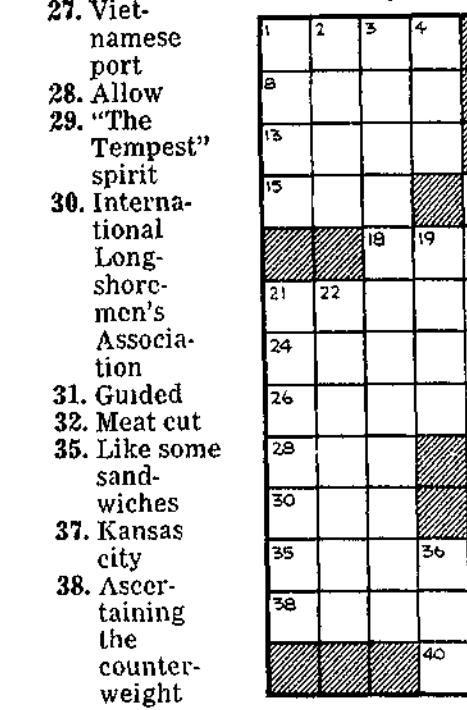 27. Viet-
namese
port
28. Allow
29. "The
Tempest"
spirit
30. Interna-
tional
Long-
shore-
men's
Associa-
tion
31. Guided
32. Meat cut
35. Like some
sand-
wiches
37. Kansas
city
38. Ascer-
taining
the
counter-
weight
1 2 3 4
8
13
15
18 19
21 22
24
26
28
30
35 36
38
40